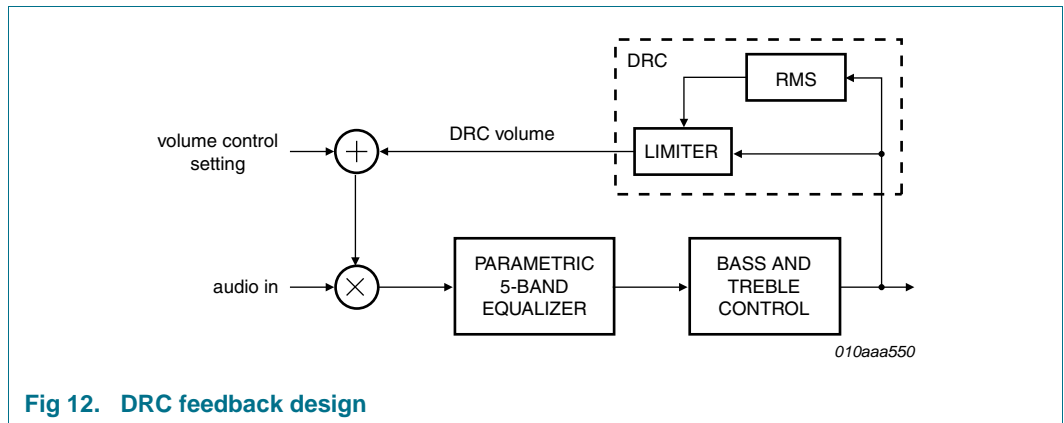 DRC
RMS
volume control
setting
+
DRC volume
LIMITER
audio in
×
PARAMETRIC
5-BAND
EQUALIZER
BASS AND
TREBLE
CONTROL
010aaa550
Fig 12. DRC feedback design